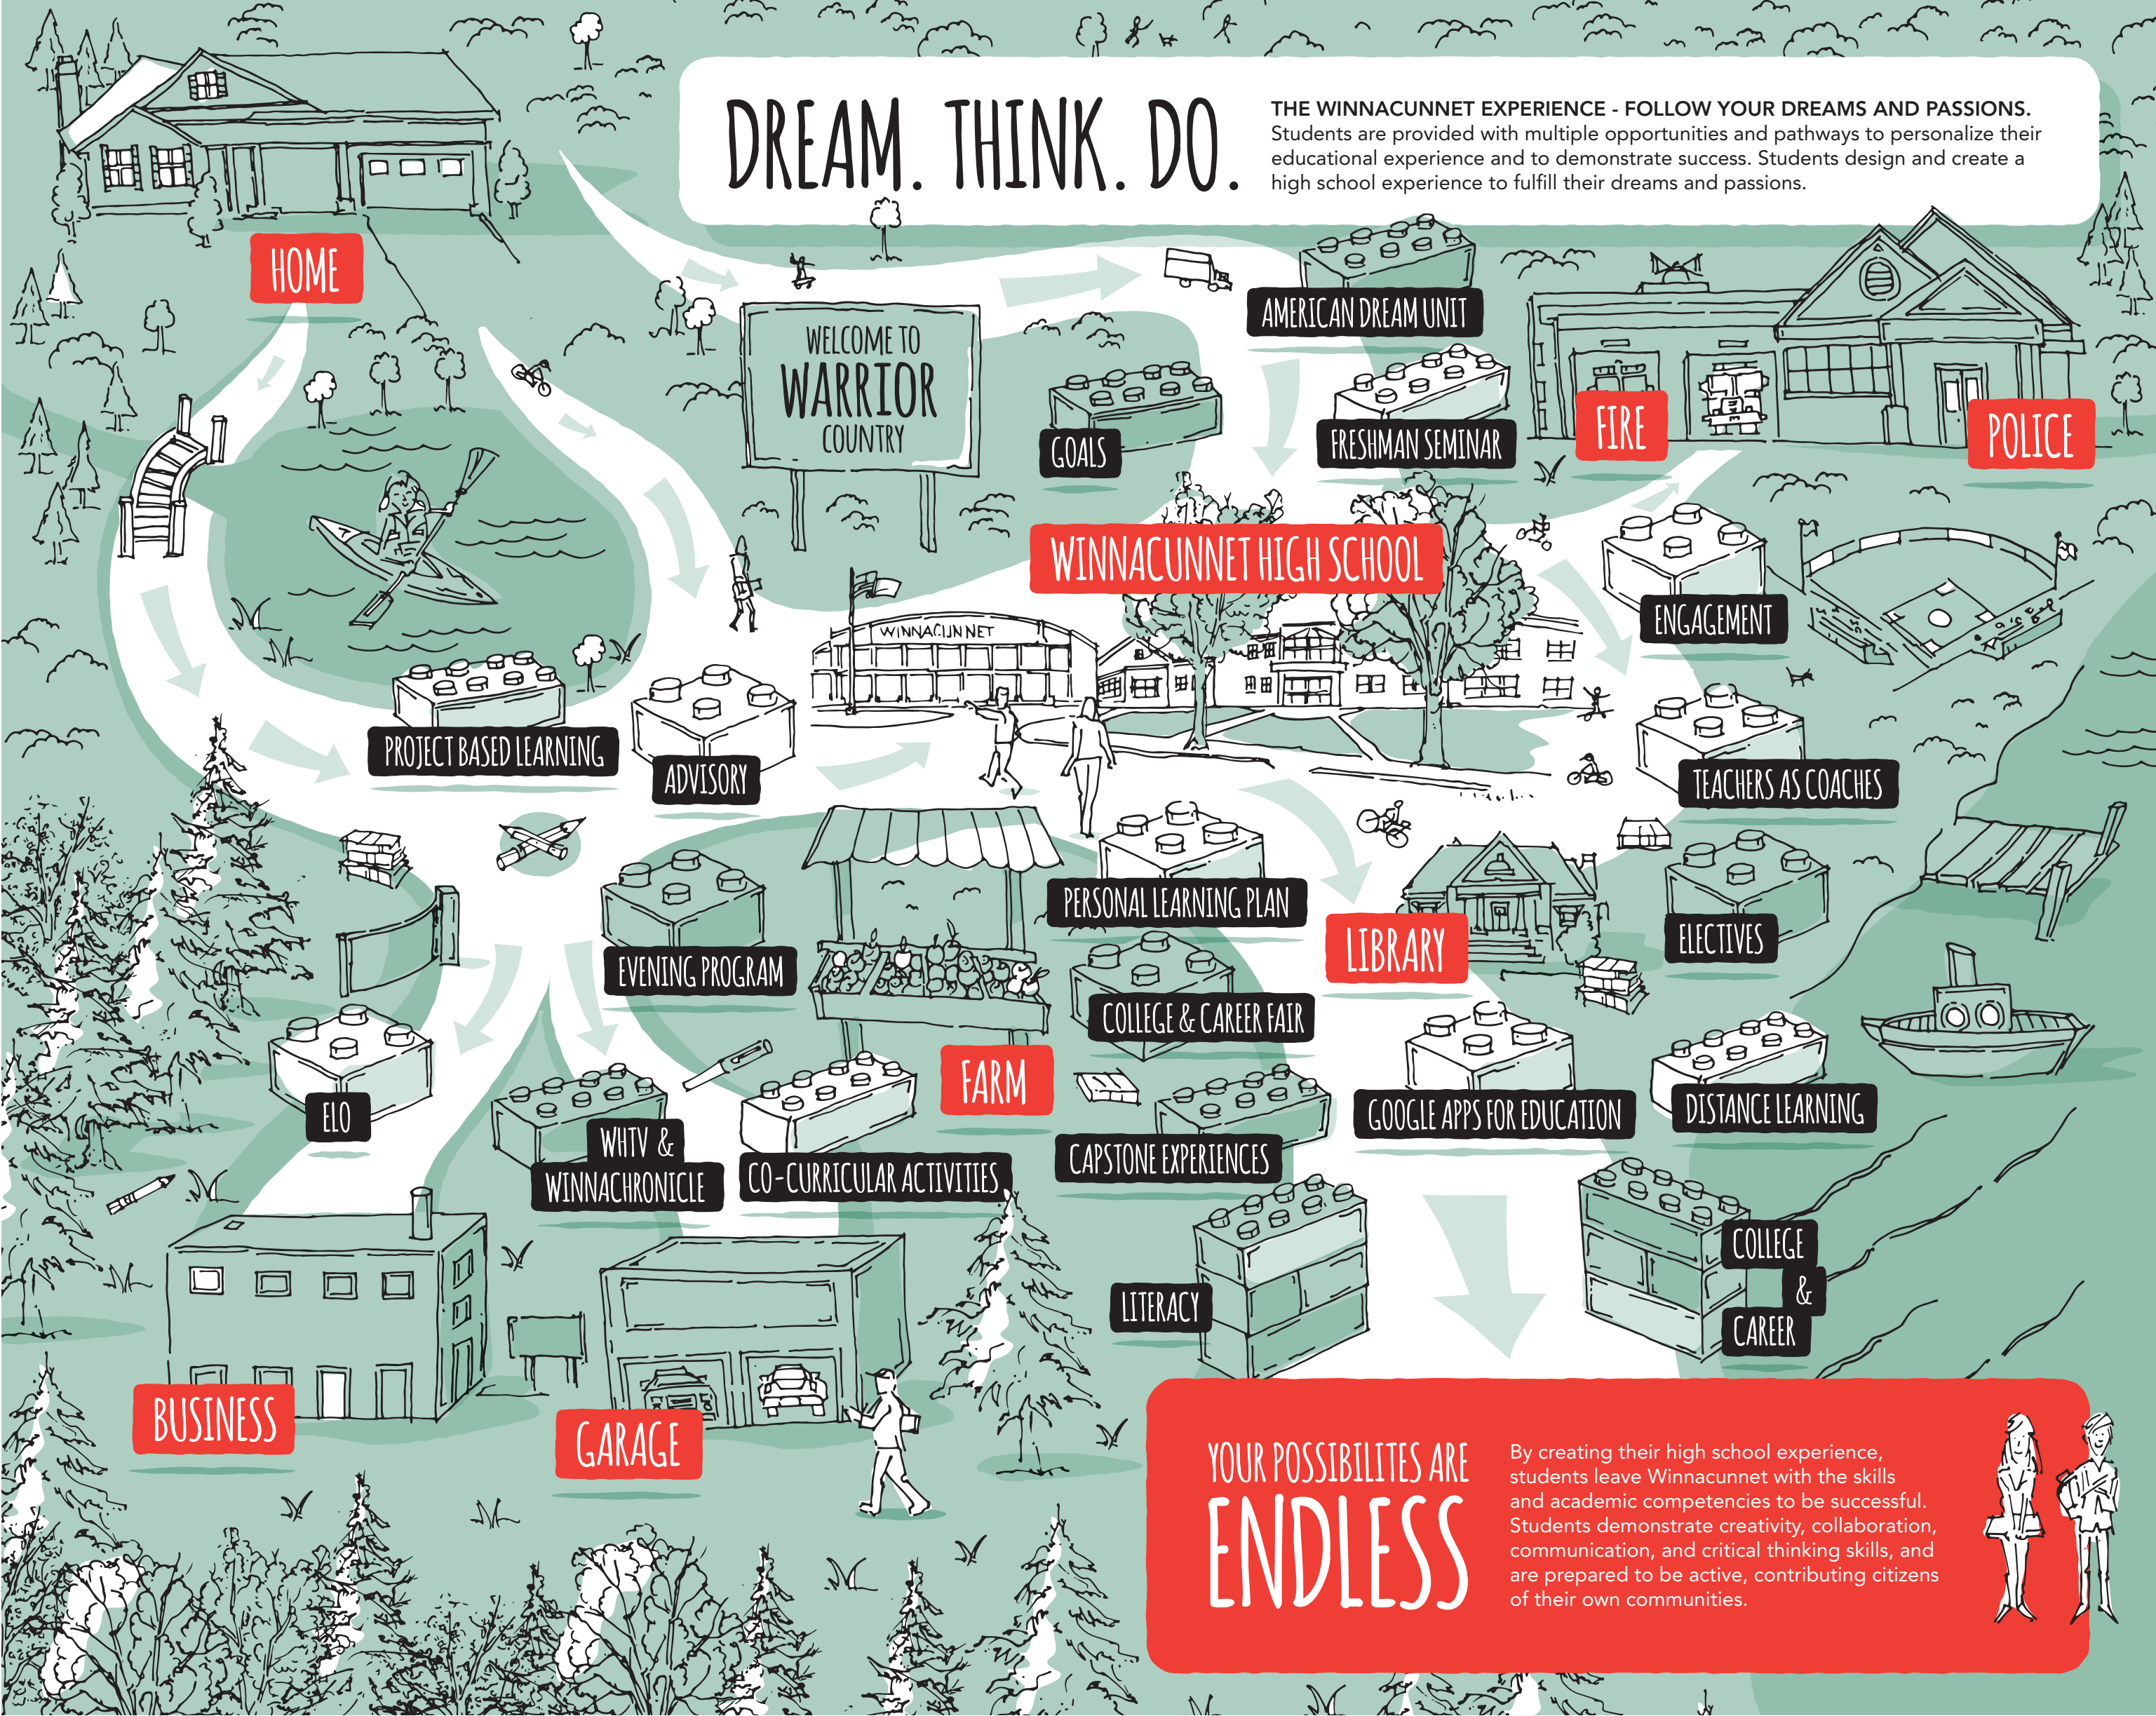 DREAM. THINK. DO.
THE WINNACUNNET EXPERIENCE - FOLLOW YOUR DREAMS AND PASSIONS.
Students are provided with multiple opportunities and pathways to personalize their
educational experience and to demonstrate success. Students design and create a
high school experience to fulfill their dreams and passions.
HOME
WELCOME TO
WARRIOR
COUNTRY
AMERICAN DREAM UNIT
GOALS
FRESHMAN SEMINAR
FIRE
POLICE
WINNACUNNET HIGH SCHOOL
WINNACUNNET
ENGAGEMENT
PROJECT BASED LEARNING
ADVISORY
TEACHERS AS COACHES
PERSONAL LEARNING PLAN
LIBRARY
ELECTIVES
EVENING PROGRAM
COLLEGE & CAREER FAIR
FARM
ELO
GOOGLE APPS FOR EDUCATION
DISTANCE LEARNING
WHTV &
WINNACHRONICLE
CO-CURRICULAR ACTIVITIES
CAPSTONE EXPERIENCES
LITERACY
COLLEGE
&
CAREER
BUSINESS
GARAGE
YOUR POSSIBILITES ARE
ENDLESS
By creating their high school experience,
students leave Winnacunnet with the skills
and academic competencies to be successful.
Students demonstrate creativity, collaboration,
communication, and critical thinking skills, and
are prepared to be active, contributing citizens
of their own communities.